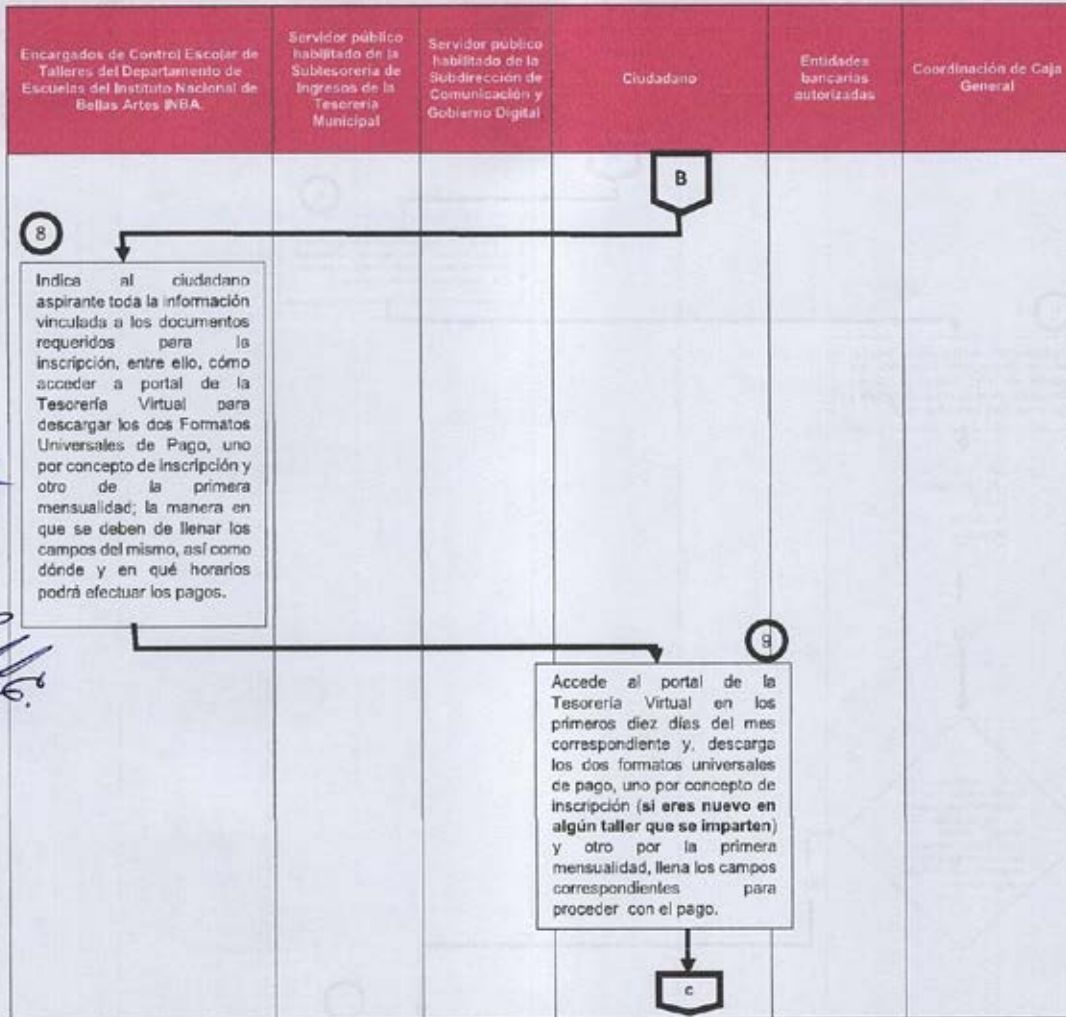 Encargados de Control Escolar de
Talleres del Departamento de
Escuelas del Instituto Nacional de
Bellas Artes INBA.
Servidor público
habilitado de la
Subtesorería de
Ingresos de la
Tesorería
Municipal
Servidor público
habilitado de la
Subdirección de
Comunicación y
Gobierno Digital
Ciudadano
Entidades
bancarias
autorizadas
Coordinación de Caja
General
B
8
Indica al ciudadano
aspirante toda la información
vinculada a los documentos
requeridos para la
inscripción, entre ello, cómo
acceder a portal de la
Tesorería Virtual para
descargar los dos Formatos
Universales de Pago, uno
por concepto de inscripción y
otro de la primera
mensualidad; la manera en
que se deben de llenar los
campos del mismo, así como
dónde y en qué horarios
podrá efectuar los pagos.
9
Accede al portal de la
Tesorería Virtual en los
primeros diez días del mes
correspondiente y, descarga
los dos formatos universales
de pago, uno por concepto de
inscripción (si eres nuevo en
algún taller que se imparten)
y otro por la primera
mensualidad, llena los campos
correspondientes para
proceder con el pago.
c